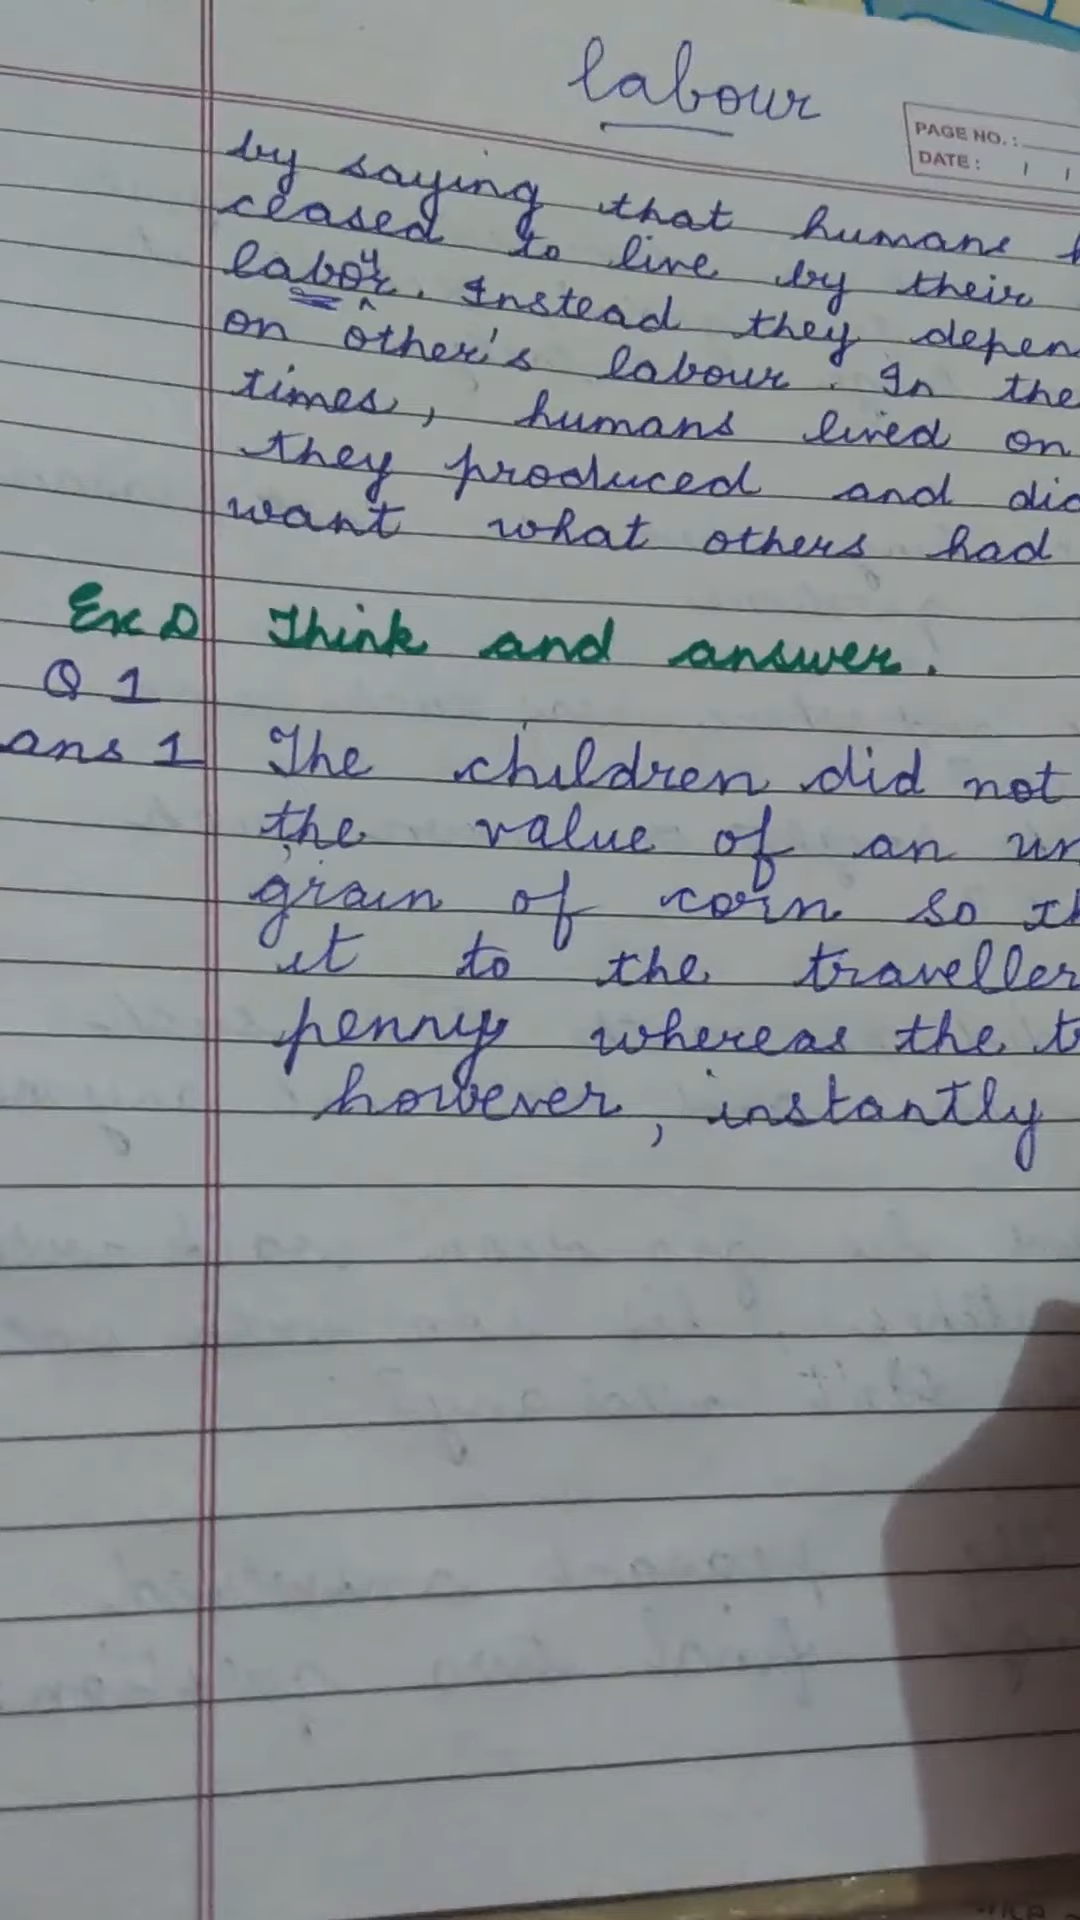 labour
PAGE NO.:
DATE: / /
by saying that humans
ceased to live by their
labour. Instead they depen
on other's labour. In the
times, humans lived on
they produced and did
want what others had
Ex D Think and answer.
Q 1
ans 1 The children did not
the value of an un
grain of corn so th
it to the traveller
penny whereas the t
however, instantly